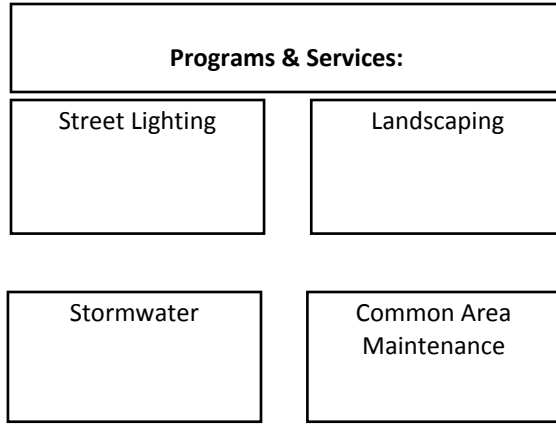 Programs & Services:
Street Lighting
Landscaping
Stormwater
Common Area
Maintenance